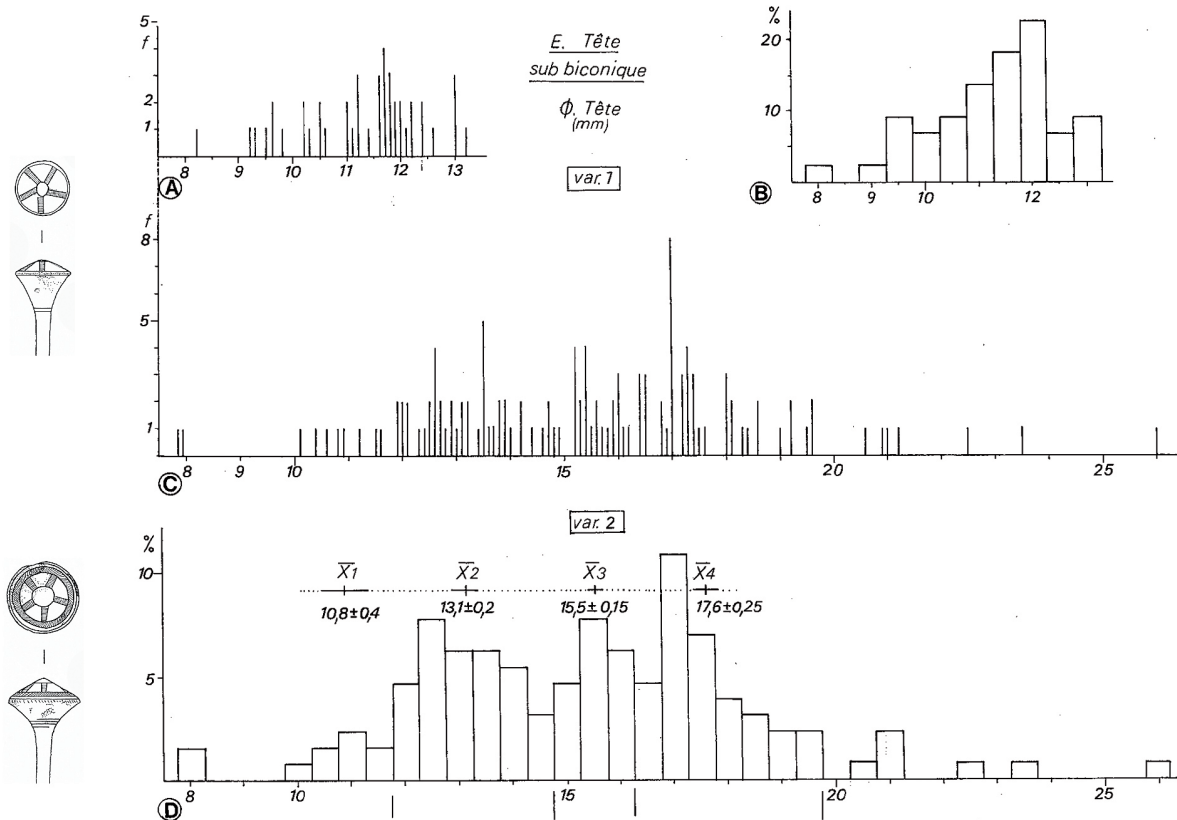 5
f
2
1
8 9 10 11 12 13
A
E. Tête
sub biconique
ϕ. Tête
(mm)
var. 1
%
20
10
8 9 10 12
B
f
8
5
1
8 9 10 15 20 25
C
var. 2
%
10
5
X̄1 X̄2 X̄3 X̄4
10,8±0,4 13,1±0,2 15,5±0,15 17,6±0,25
8 10 15 20 25
D